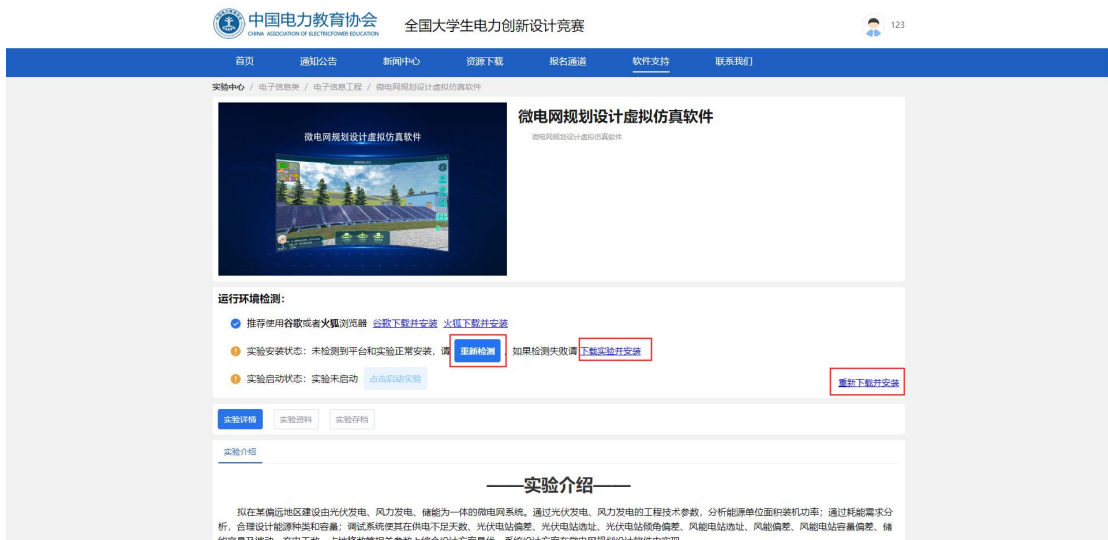 中国电力教育协会
CHINA ASSOCIATION OF ELECTRICPOWER EDUCATION
全国大学生电力创新设计竞赛
123
首页 通知公告 新闻中心 资源下载 报名通道 软件支持 联系我们
实验中心 / 电子信息类 / 电子信息工程 / 微电网规划设计虚拟仿真软件
微电网规划设计虚拟仿真软件
微电网规划设计虚拟仿真软件
微电网规划设计虚拟仿真软件
运行环境检测：
推荐使用谷歌或者火狐浏览器 谷歌下载并安装 火狐下载并安装
实验安装状态：未检测到平台和实验正常安装，请 重新检测 ，如果检测失败请 下载实验并安装
实验启动状态：实验未启动 点击启动实验
重新下载并安装
实验详情 实验资料 实验存档
实验介绍
——实验介绍——
拟在某偏远地区建设由光伏发电、风力发电、储能为一体的微电网系统。通过光伏发电、风力发电的工程技术参数，分析能源单位面积装机功率；通过耗能需求分
析，合理设计能源种类和容量；调试系统使其在供电不足天数、光伏电站偏差、光伏电站选址、光伏电站倾角偏差、风能电站选址、风能偏差、风能电站容量偏差、储